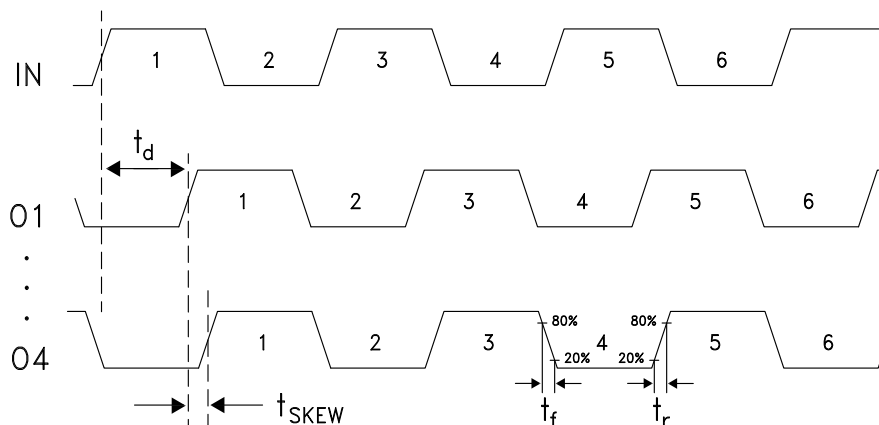 IN 1 2 3 4 5 6
t_d
O1 1 2 3 4 5 6
80% 80%
O4 1 2 3 4 5 6
20% 20%
t_SKEW t_f t_r